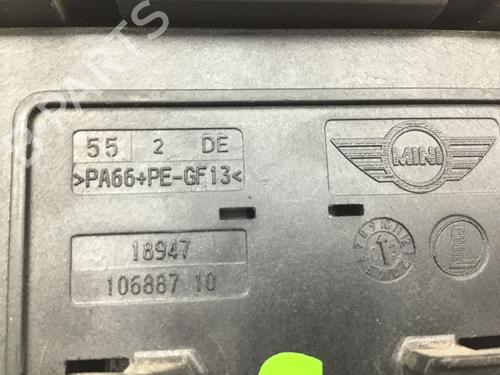 55 2 DE
>PA66+PE-GF13<
MINI
18947
106887 10